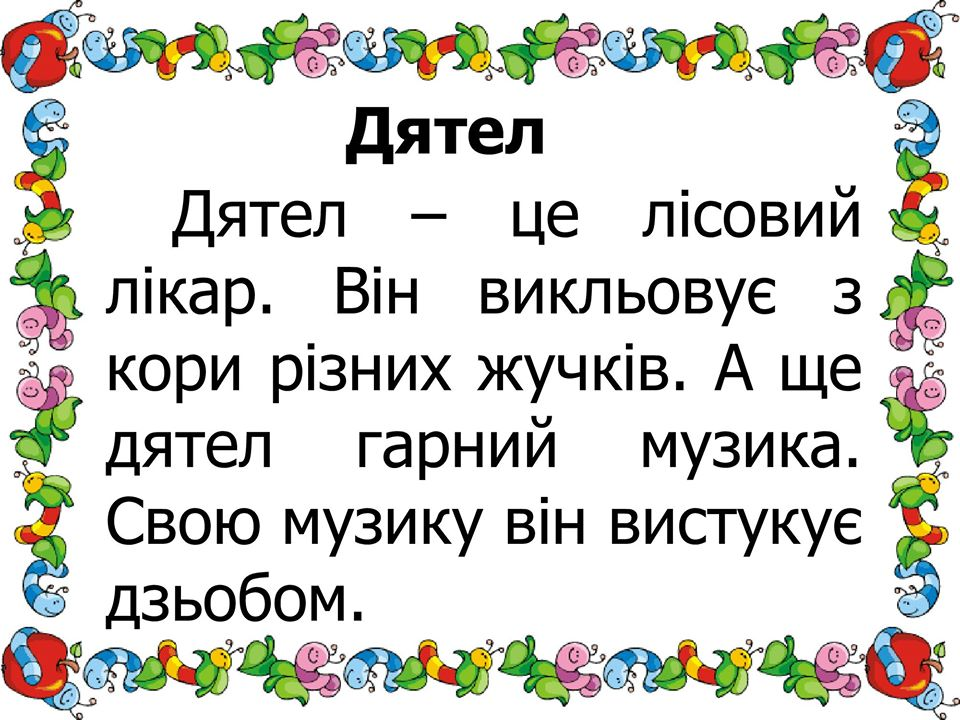 Дятел
Дятел – це лісовий
лікар. Він викльовує з
кори різних жучків. А ще
дятел гарний музика.
Свою музику він вистукує
дзьобом.